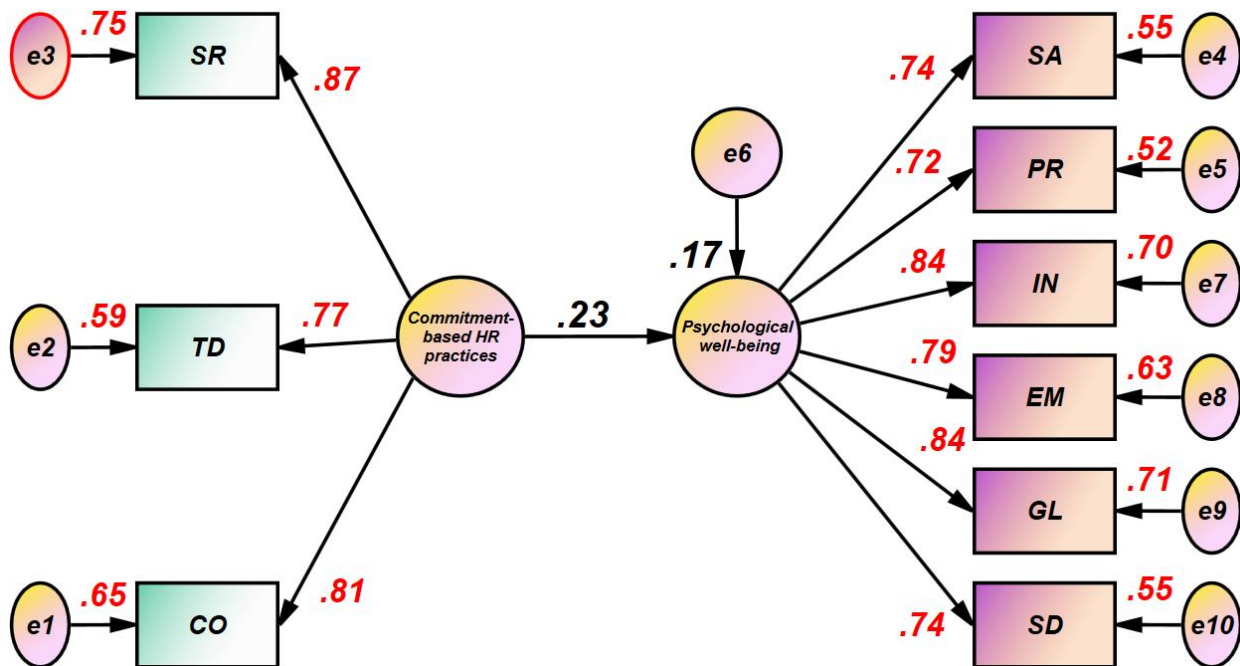 .75
e3
SR
.87
.59
e2
TD
.77
.65
e1
CO
.81
Commitment-
based HR
practices
.23
e6
.17
Psychological
well-being
.74
SA
.55
e4
.72
PR
.52
e5
.84
IN
.70
e7
.79
EM
.63
e8
.84
GL
.71
e9
.74
SD
.55
e10